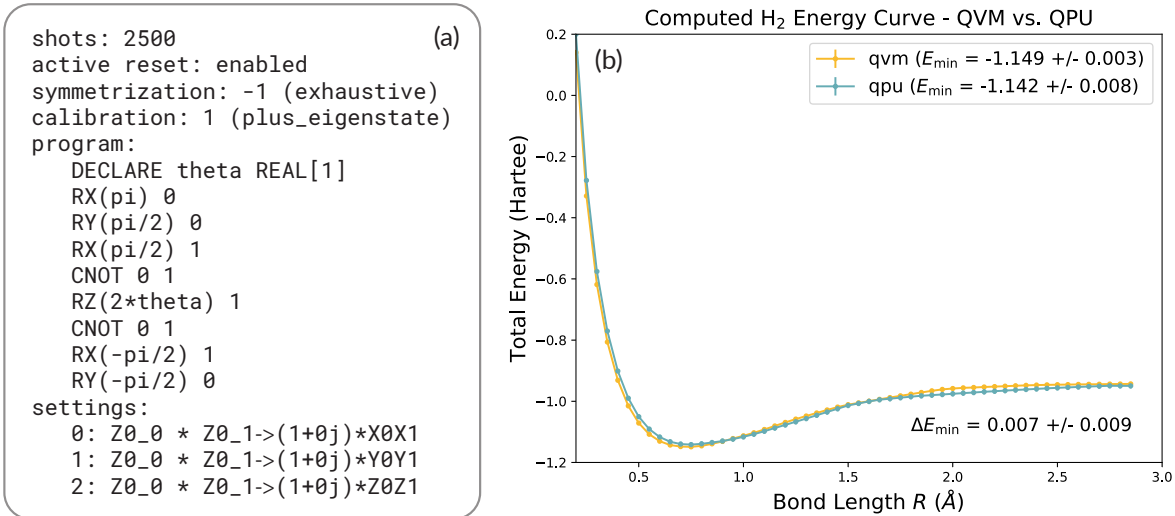 (a)
shots: 2500
active reset: enabled
symmetrization: -1 (exhaustive)
calibration: 1 (plus_eigenstate)
program:
DECLARE theta REAL[1]
RX(pi) 0
RY(pi/2) 0
RX(pi/2) 1
CNOT 0 1
RZ(2*theta) 1
CNOT 0 1
RX(-pi/2) 1
RY(-pi/2) 0
settings:
0: Z0_0 * Z0_1->(1+0j)*X0X1
1: Z0_0 * Z0_1->(1+0j)*Y0Y1
2: Z0_0 * Z0_1->(1+0j)*Z0Z1
Computed H₂ Energy Curve - QVM vs. QPU
(b)
qvm (E_min = -1.149 +/- 0.003)
qpu (E_min = -1.142 +/- 0.008)
Total Energy (Hartee)
0.2
0.0
−0.2
−0.4
−0.6
−0.8
−1.0
−1.2
ΔE_min = 0.007 +/- 0.009
0.5 1.0 1.5 2.0 2.5 3.0
Bond Length R (Å)